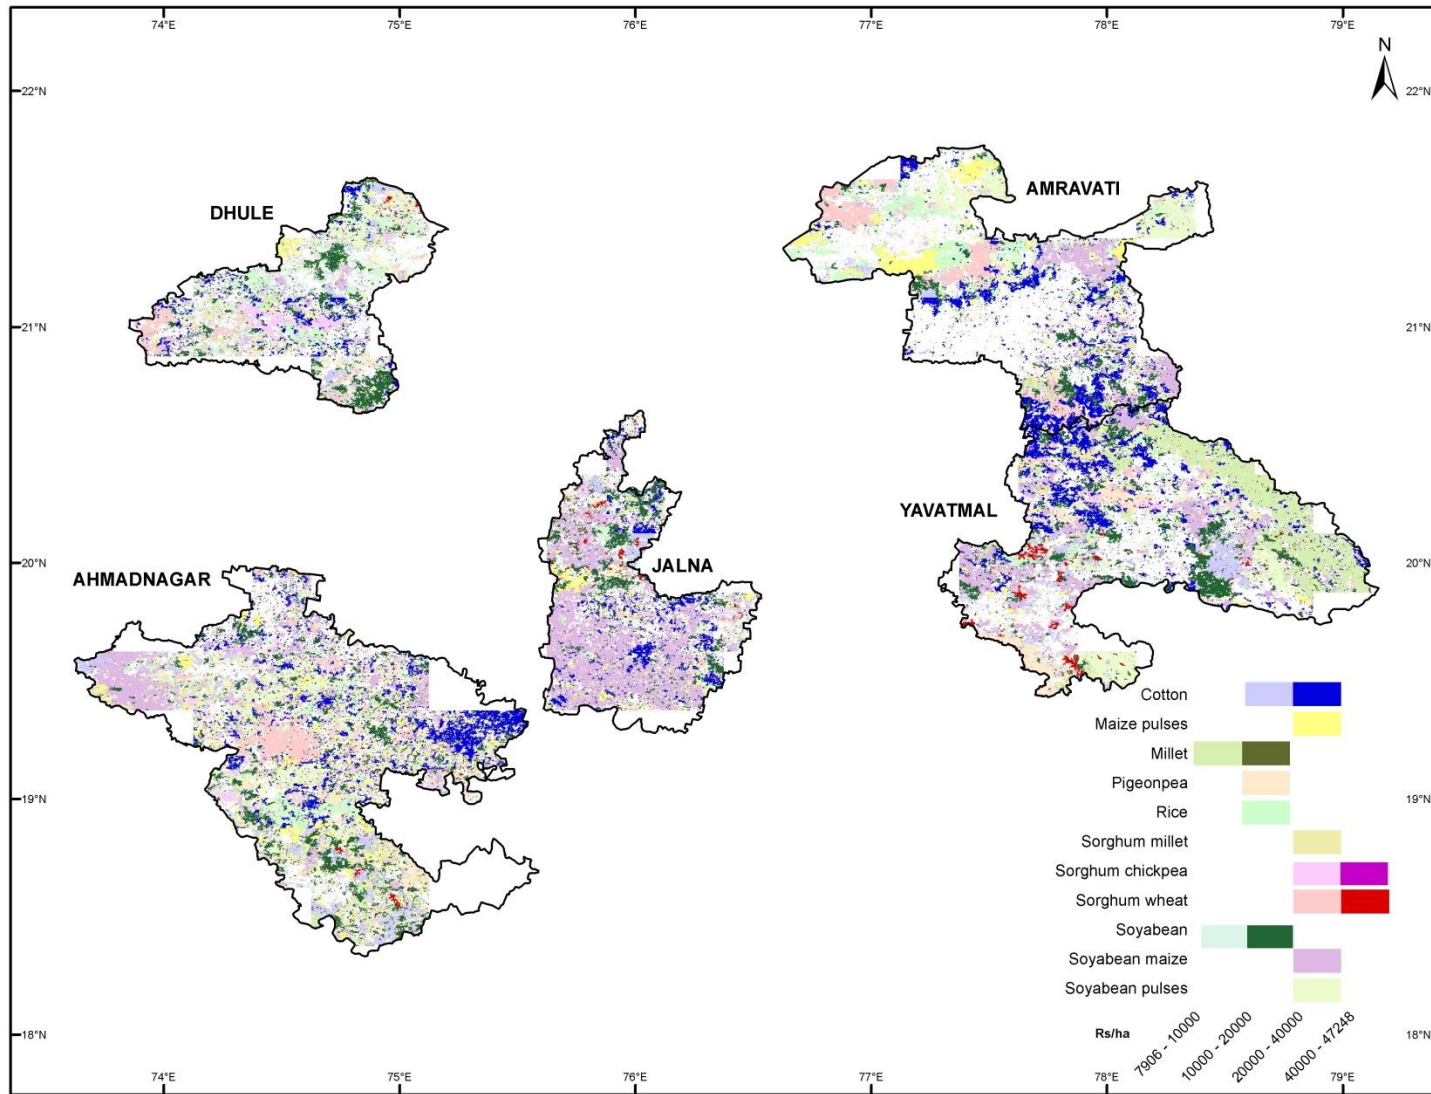 74°E 75°E 76°E 77°E 78°E 79°E
N
22°N 22°N
AMRAVATI
DHULE
21°N 21°N
YAVATMAL
20°N 20°N
JALNA
AHMADNAGAR
Cotton
Maize pulses
Millet
Pigeonpea
19°N 19°N
Rice
Sorghum millet
Sorghum chickpea
Sorghum wheat
Soyabean
Soyabean maize
Soyabean pulses
Rs/ha 7906 - 10000 10000 - 20000 20000 - 40000 40000 - 47248
18°N 18°N
74°E 75°E 76°E 77°E 78°E 79°E